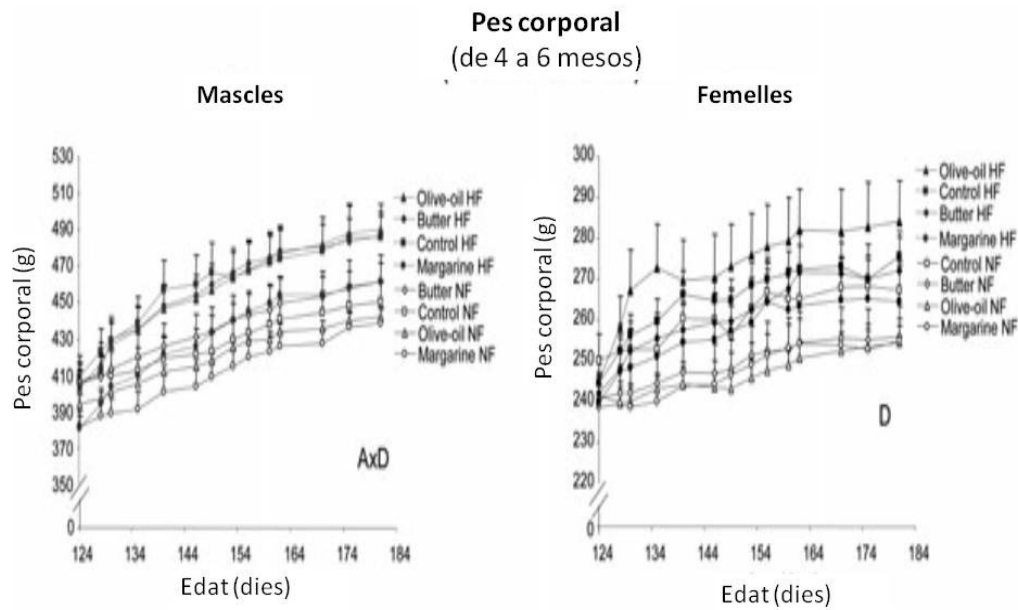 Pes corporal
(de 4 a 6 mesos)
Mascles
Pes corporal (g)
530
510
490
470
450
430
410
390
370
350
0
124
134
144
154
164
174
184
Edat (dies)
Olive-oil HF
Butter HF
Control HF
Margarine HF
Butter NF
Control NF
Olive-oil NF
Margarine NF
AxD
Femelles
Pes corporal (g)
300
290
280
270
260
250
240
230
220
0
124
134
144
154
164
174
184
Edat (dies)
Olive-oil HF
Control HF
Butter HF
Margarine HF
Control NF
Butter NF
Olive-oil NF
Margarine NF
D